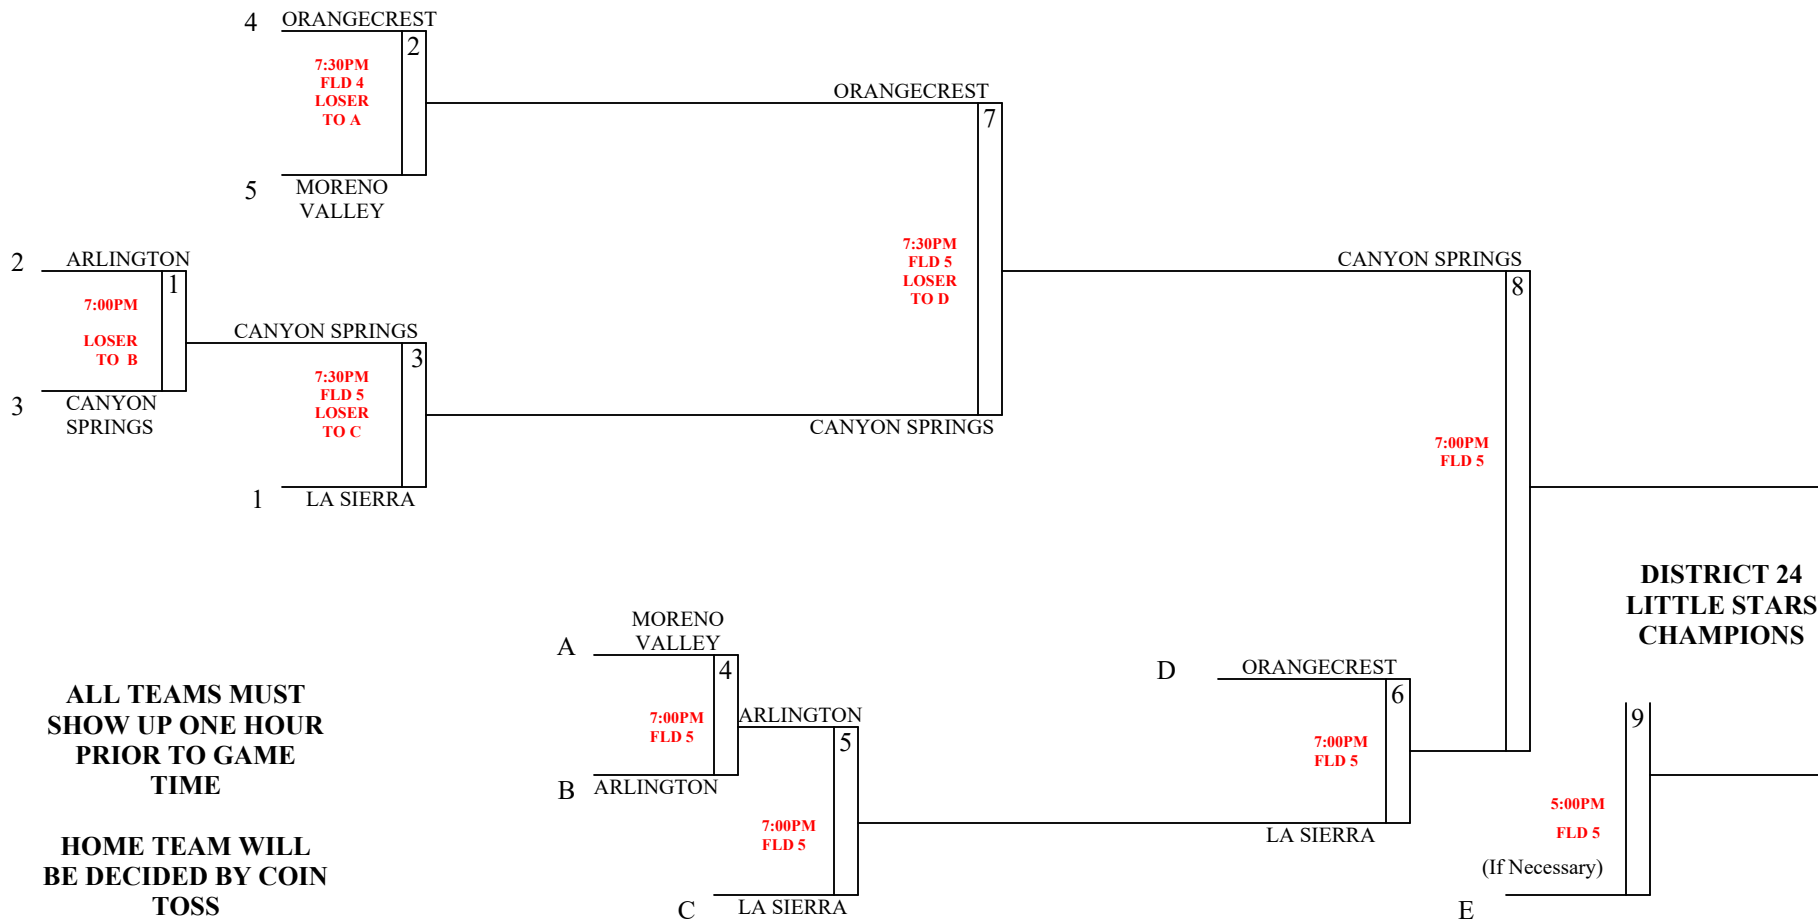 4 ORANGECREST
2
7:30PM
FLD 4
LOSER
TO A
5 MORENO
VALLEY
ORANGECREST
7
7:30PM
FLD 5
LOSER
TO D
2 ARLINGTON
1
7:00PM
LOSER
TO B
3 CANYON
SPRINGS
CANYON SPRINGS
3
7:30PM
FLD 5
LOSER
TO C
1 LA SIERRA
CANYON SPRINGS
CANYON SPRINGS
8
7:00PM
FLD 5
DISTRICT 24
LITTLE STARS
CHAMPIONS
A MORENO
VALLEY
4
7:00PM
FLD 5
B ARLINGTON
ARLINGTON
5
7:00PM
FLD 5
C LA SIERRA
D ORANGECREST
6
7:00PM
FLD 5
LA SIERRA
9
5:00PM
FLD 5
(If Necessary)
E
ALL TEAMS MUST
SHOW UP ONE HOUR
PRIOR TO GAME
TIME
HOME TEAM WILL
BE DECIDED BY COIN
TOSS